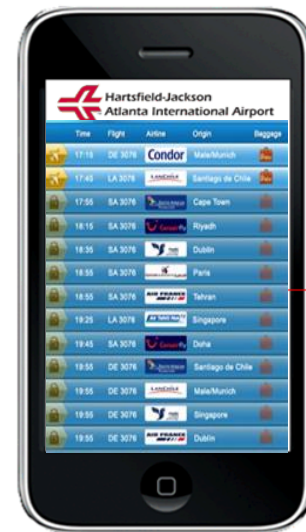 Hartsfield-Jackson
Atlanta International Airport
Time Flight Airline Origin Baggage
17:15 DE 3076 Condor Male/Munich
17:45 LA 3076 Santiago de Chile
17:55 SA 3076 Cape Town
18:15 SA 3076 Riyadh
18:35 SA 3076 Dublin
18:55 SA 3076 Paris
18:55 SA 3076 AIR FRANCE Tehran
19:25 LA 3076 Singapore
19:45 SA 3076 Doha
19:55 DE 3076 Santiago de Chile
19:55 DE 3076 Male/Munich
19:55 DE 3076 Singapore
19:55 DE 3076 AIR FRANCE Dublin